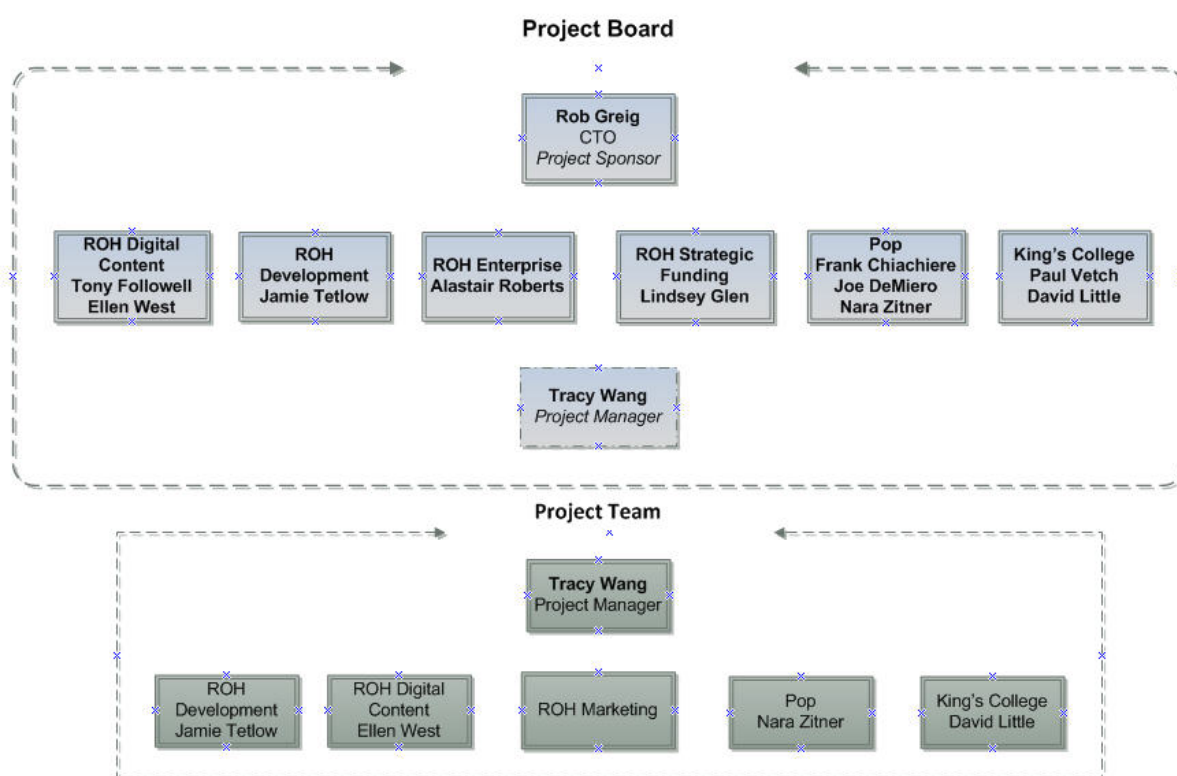 Project Board
Rob Greig
CTO
Project Sponsor
ROH Digital
Content
Tony Followell
Ellen West
ROH
Development
Jamie Tetlow
ROH Enterprise
Alastair Roberts
ROH Strategic
Funding
Lindsey Glen
Pop
Frank Chiachiere
Joe DeMiero
Nara Zitner
King's College
Paul Vetch
David Little
Tracy Wang
Project Manager
Project Team
Tracy Wang
Project Manager
ROH
Development
Jamie Tetlow
ROH Digital
Content
Ellen West
ROH Marketing
Pop
Nara Zitner
King's College
David Little